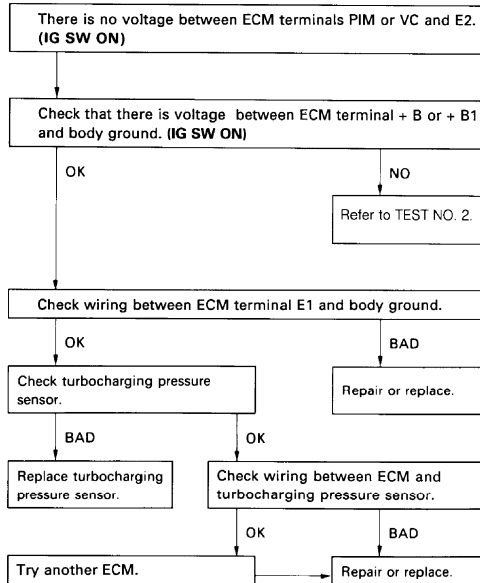 There is no voltage between ECM terminals PIM or VC and E2.
(IG SW ON)
Check that there is voltage between ECM terminal + B or + B1
and body ground. (IG SW ON)
OK
NO
Refer to TEST NO. 2.
Check wiring between ECM terminal E1 and body ground.
OK
BAD
Check turbocharging pressure
sensor.
Repair or replace.
BAD
OK
Replace turbocharging
pressure sensor.
Check wiring between ECM and
turbocharging pressure sensor.
OK
BAD
Try another ECM.
Repair or replace.